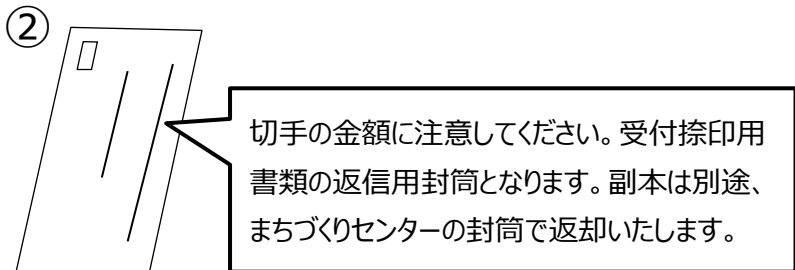 ②
切手の金額に注意してください。受付捺印用
書類の返信用封筒となります。副本は別途、
まちづくりセンターの封筒で返却いたします。